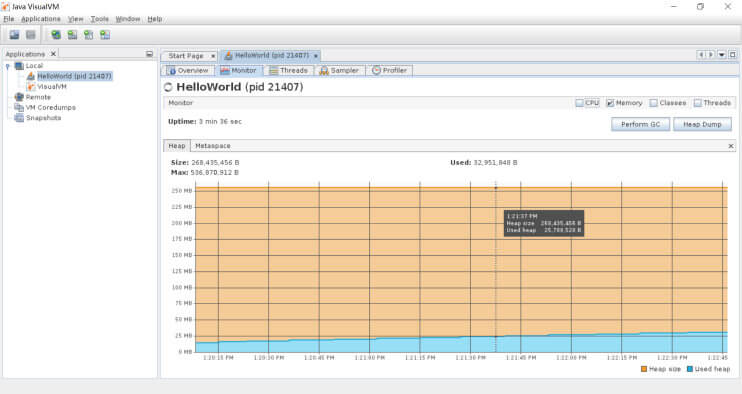 Java VisualVM
File Applications View Tools Window Help
Applications
Local
HelloWorld (pid 21407)
VisualVM
Remote
VM Coredumps
Snapshots
Start Page
HelloWorld (pid 21407)
Overview Monitor Threads Sampler Profiler
HelloWorld (pid 21407)
Monitor CPU Memory Classes Threads
Uptime: 3 min 36 sec
Perform GC Heap Dump
Heap Metaspace
Size: 268,435,456 B Used: 32,951,848 B
Max: 536,870,912 B
250 MB
225 MB
200 MB
175 MB
150 MB
125 MB
100 MB
75 MB
50 MB
25 MB
0 MB
1:21:37 PM
Heap size 268,435,456 B
Used heap 25,769,528 B
1:20:15 PM 1:20:30 PM 1:20:45 PM 1:21:00 PM 1:21:15 PM 1:21:30 PM 1:21:45 PM 1:22:00 PM 1:22:15 PM 1:22:30 PM 1:22:45
Heap size Used heap